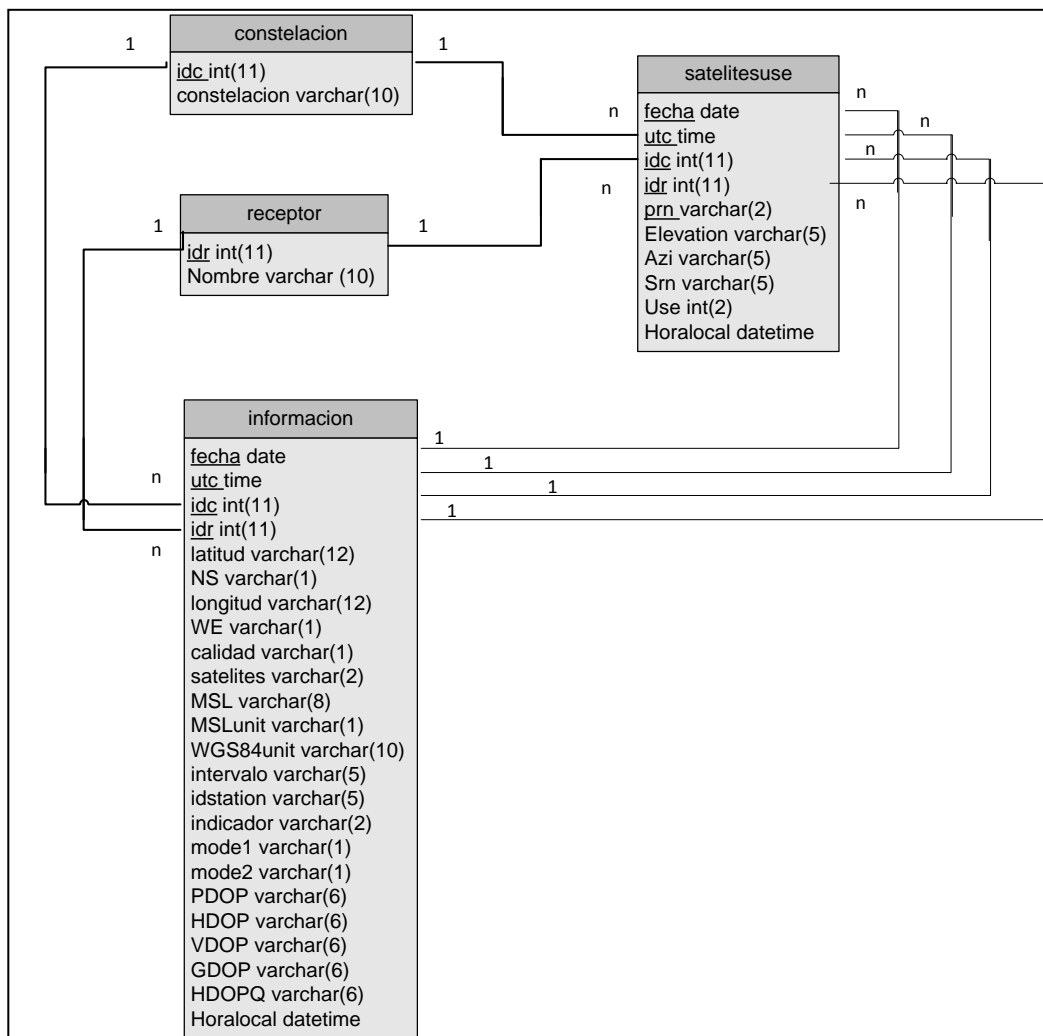 constelacion
idc int(11)
constelacion varchar(10)
1
1
satelitesuse
fecha date
utc time
idc int(11)
idr int(11)
prn varchar(2)
Elevation varchar(5)
Azi varchar(5)
Srn varchar(5)
Use int(2)
Horalocal datetime
n
n
n
n
n
n
receptor
idr int(11)
Nombre varchar (10)
1
1
informacion
fecha date
utc time
idc int(11)
idr int(11)
latitud varchar(12)
NS varchar(1)
longitud varchar(12)
WE varchar(1)
calidad varchar(1)
satelites varchar(2)
MSL varchar(8)
MSLunit varchar(1)
WGS84unit varchar(10)
intervalo varchar(5)
idstation varchar(5)
indicador varchar(2)
mode1 varchar(1)
mode2 varchar(1)
PDOP varchar(6)
HDOP varchar(6)
VDOP varchar(6)
GDOP varchar(6)
HDOPQ varchar(6)
Horalocal datetime
n
n
1
1
1
1